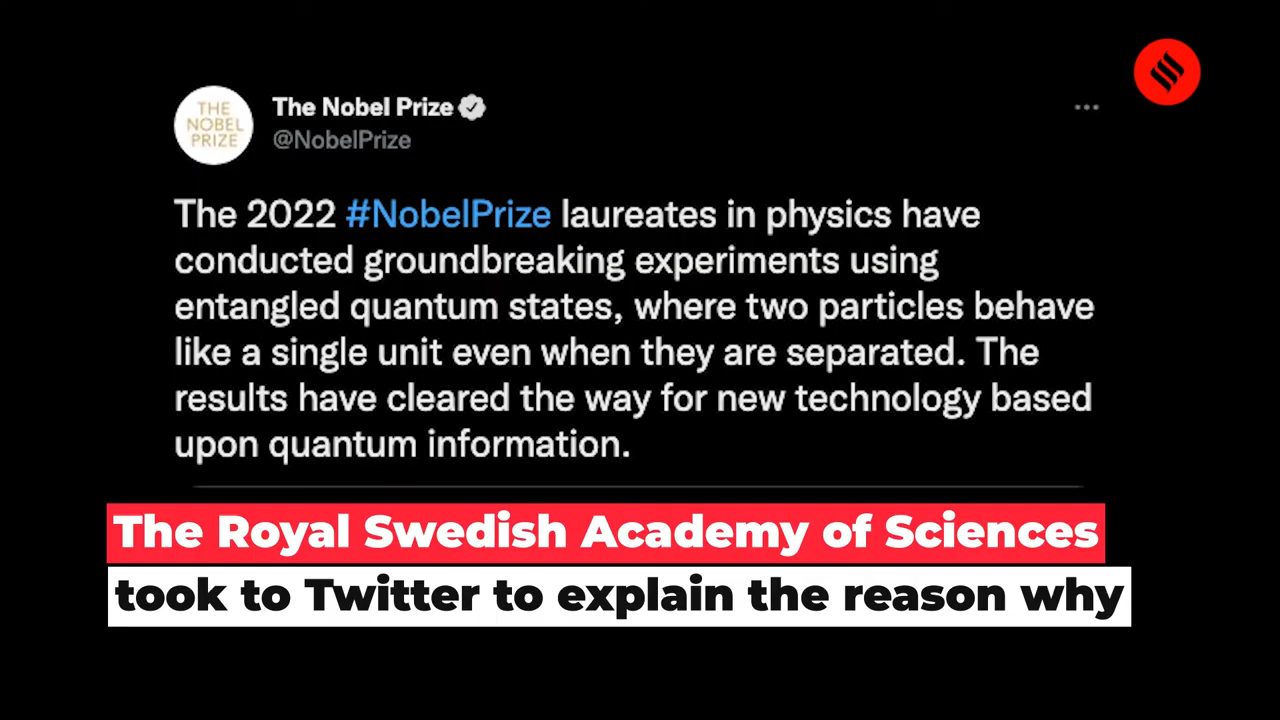 THE
NOBEL
PRIZE
The Nobel Prize
@NobelPrize
The 2022 #NobelPrize laureates in physics have
conducted groundbreaking experiments using
entangled quantum states, where two particles behave
like a single unit even when they are separated. The
results have cleared the way for new technology based
upon quantum information.
The Royal Swedish Academy of Sciences
took to Twitter to explain the reason why